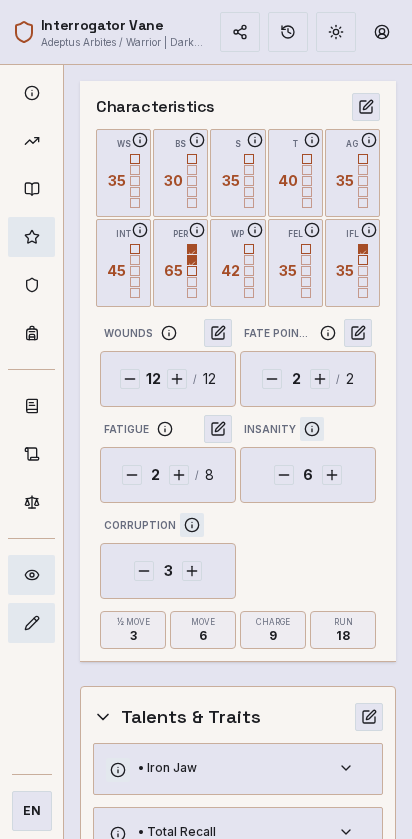 Interrogator Vane
Adeptus Arbites / Warrior | Dark...
Characteristics
WS BS S T AG
35 30 35 40 35
INT PER WP FEL IFL
45 65 42 35 35
WOUNDS FATE POIN...
12 / 12 2 / 2
FATIGUE INSANITY
2 / 8 6
CORRUPTION
3
½ MOVE MOVE CHARGE RUN
3 6 9 18
Talents & Traits
• Iron Jaw
• Total Recall
EN